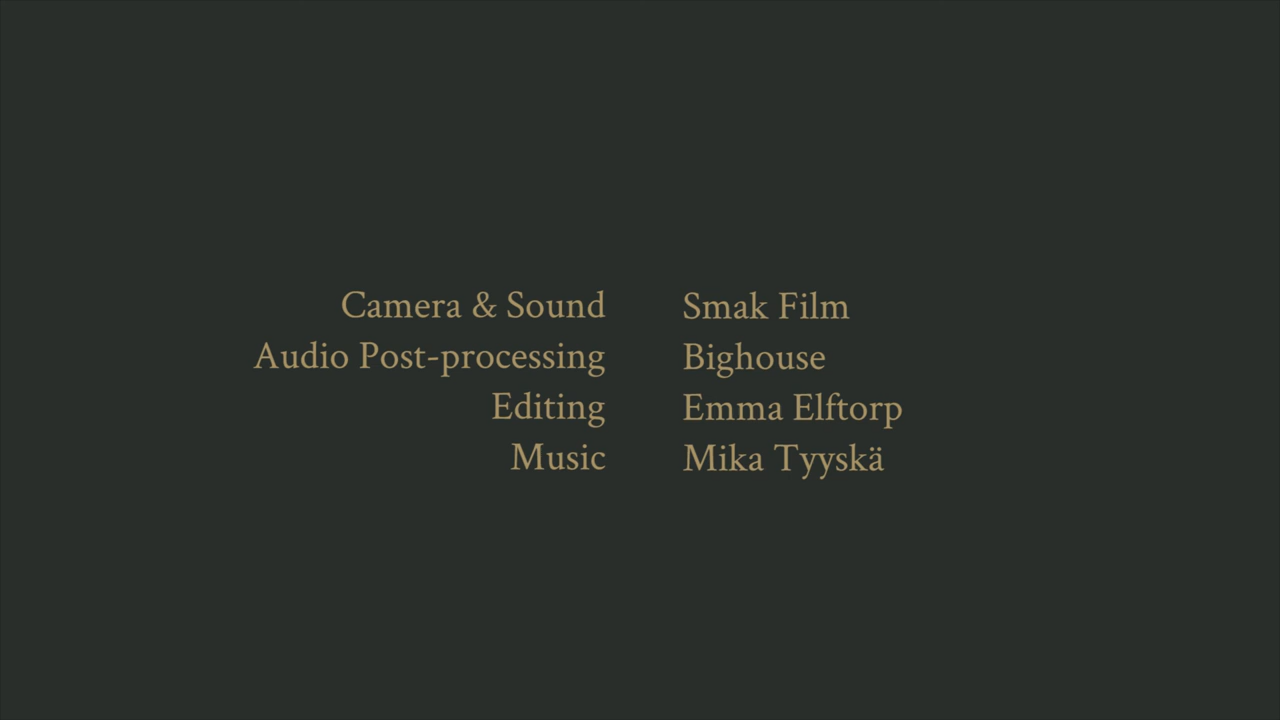 Camera & Sound Smak Film
Audio Post-processing Bighouse
Editing Emma Elftorp
Music Mika Tyyskä